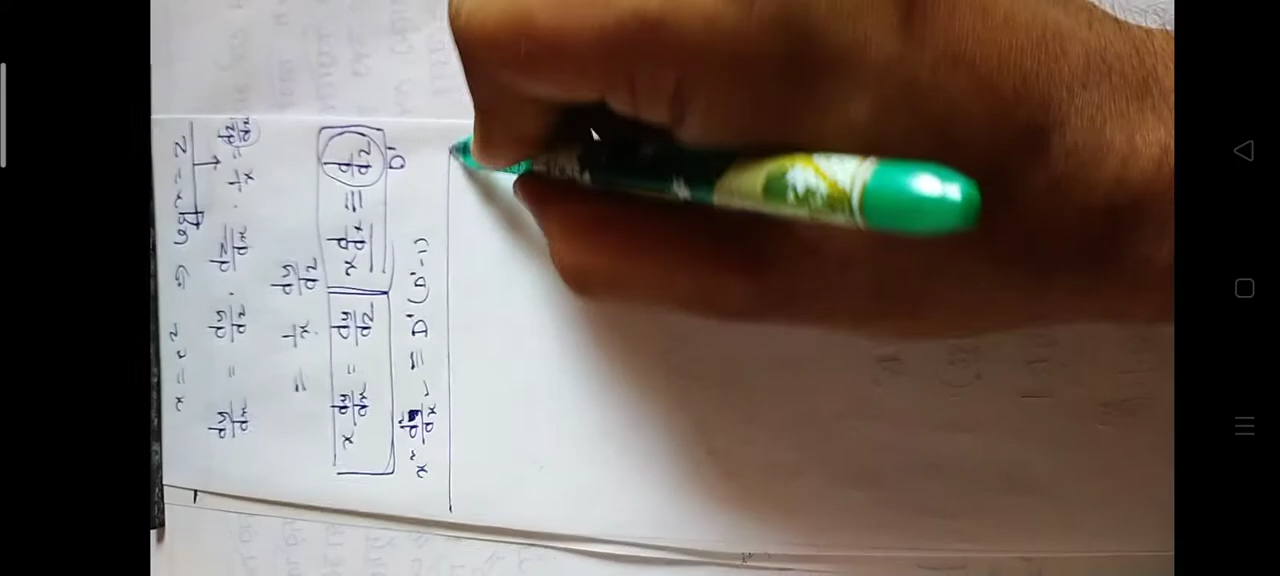 x = e^z ⇒ log x = z
dy/dx = dy/dz · dz/dx · 1/x = dz/dx
= 1/x dy/dz
x dy/dx = dy/dz x d/dx ≡ d/dz
D'
x² d²/dx² ≡ D'(D'-1)